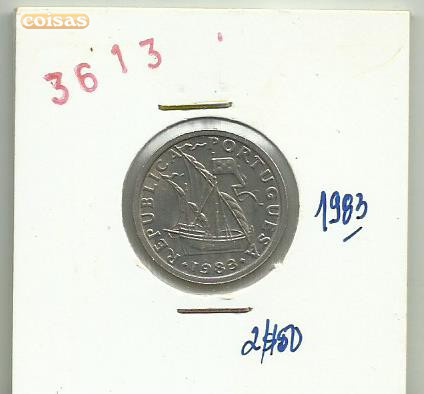 coisas
3613
REPUBLICA PORTUGUESA
·1983·
1983
2$50